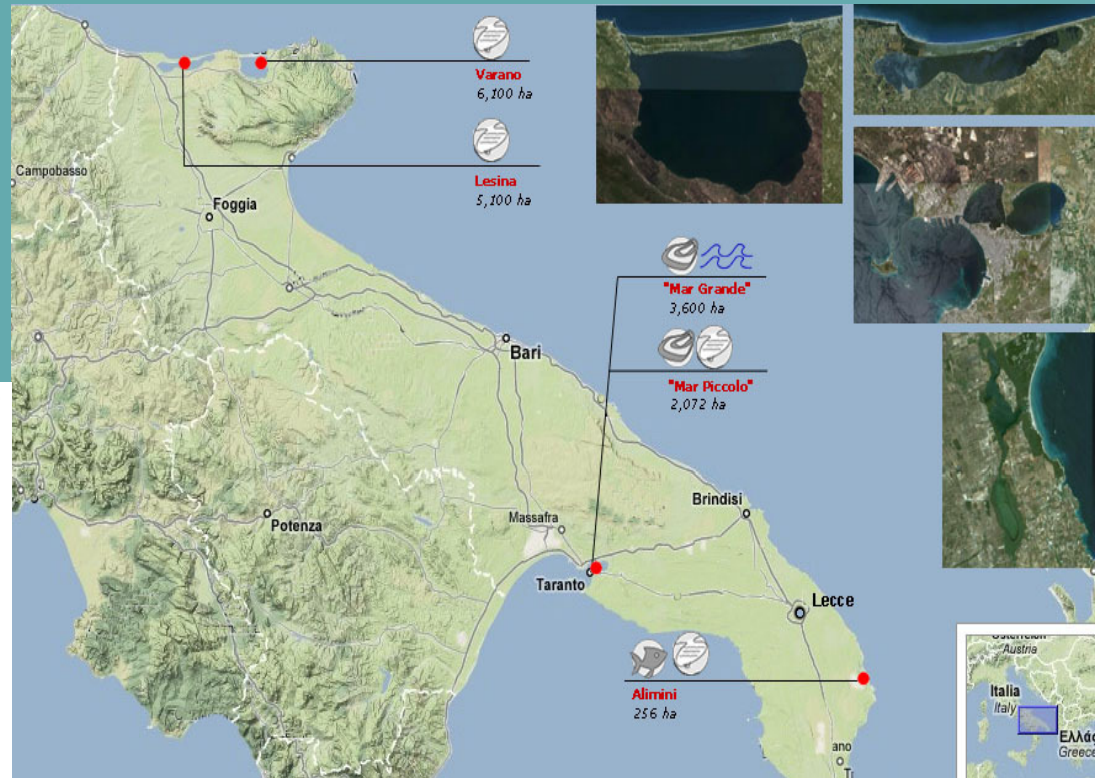 Varano
6,100 ha
Campobasso
Lesina
5,100 ha
Foggia
"Mar Grande"
3,600 ha
Bari
"Mar Piccolo"
2,072 ha
Brindisi
Massafra
Potenza
Taranto
Lecce
Alimini
256 ha
Austria
Italia
Italy
Greece
ano